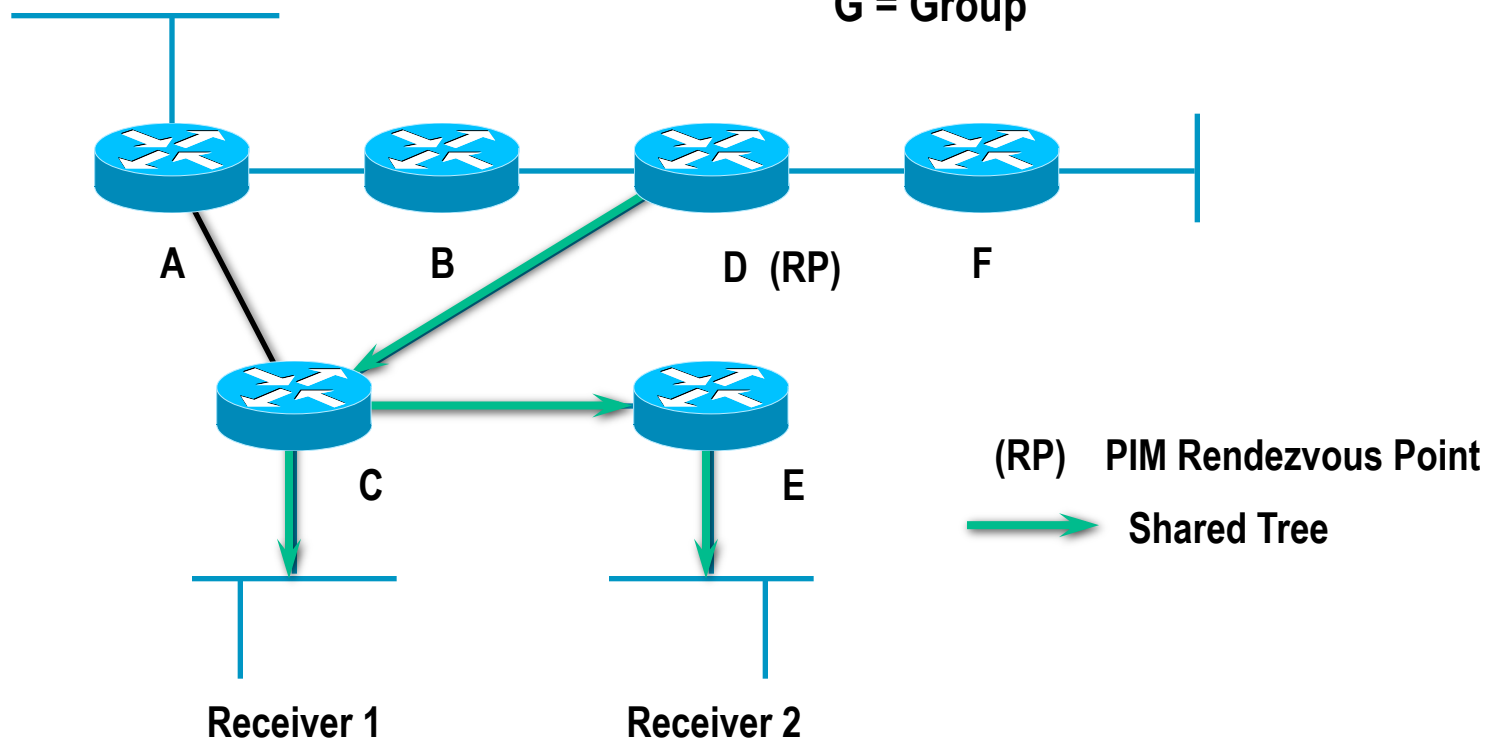 G = Group
A
B
D (RP)
F
C
E
(RP) PIM Rendezvous Point
Shared Tree
Receiver 1
Receiver 2